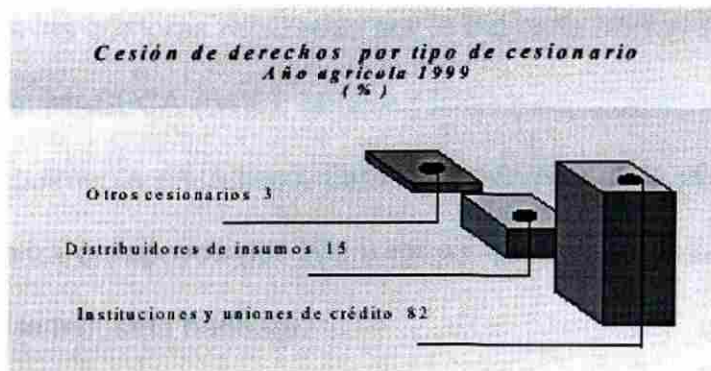 Cesión de derechos por tipo de cesionario
Año agrícola 1999
( % )
Otros cesionarios 3
Distribuidores de insumos 15
Instituciones y uniones de crédito 82